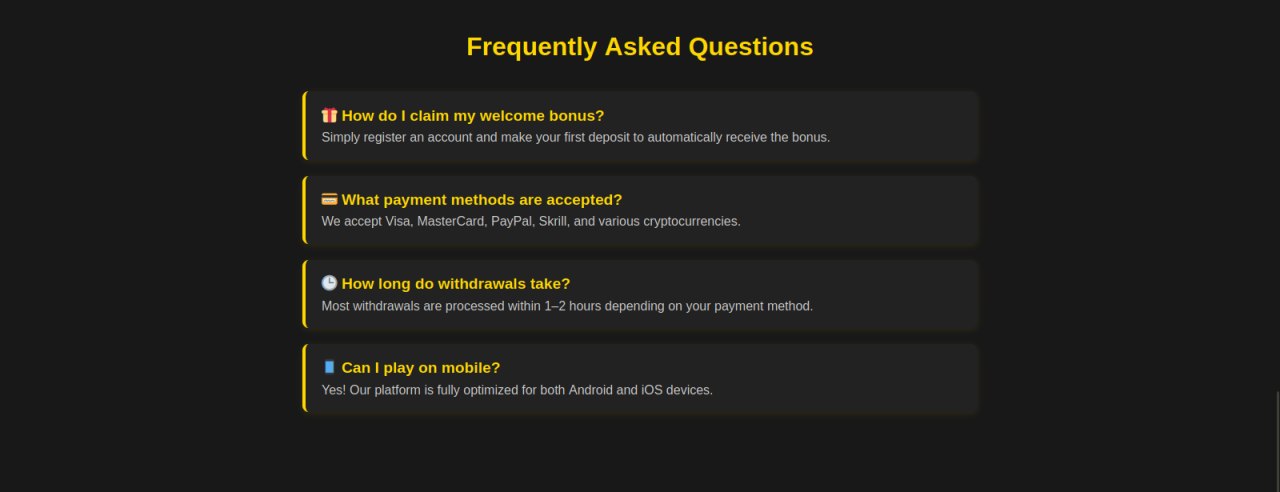 Frequently Asked Questions
🎁 How do I claim my welcome bonus?
Simply register an account and make your first deposit to automatically receive the bonus.
💳 What payment methods are accepted?
We accept Visa, MasterCard, PayPal, Skrill, and various cryptocurrencies.
🕒 How long do withdrawals take?
Most withdrawals are processed within 1–2 hours depending on your payment method.
📱 Can I play on mobile?
Yes! Our platform is fully optimized for both Android and iOS devices.